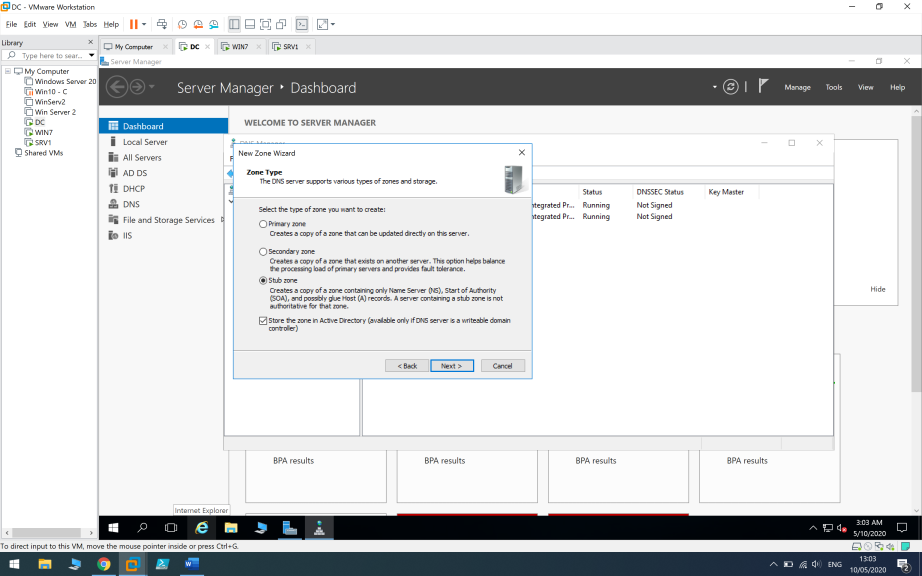 DC - VMware Workstation
File Edit View VM Tabs Help
Library
Type here to sear...
My Computer
Windows Server 20
Win10 - C
WinServ2
Win Server 2
DC
WIN7
SRV1
Shared VMs
My Computer DC WIN7 SRV1
Server Manager
Server Manager Dashboard
Manage Tools View Help
Dashboard
Local Server
All Servers
AD DS
DHCP
DNS
File and Storage Services
IIS
WELCOME TO SERVER MANAGER
DNS Manager
New Zone Wizard
Zone Type
The DNS server supports various types of zones and storage.
Select the type of zone you want to create:
Primary zone
Creates a copy of a zone that can be updated directly on this server.
Secondary zone
Creates a copy of a zone that exists on another server. This option helps balance
the processing load of primary servers and provides fault tolerance.
Stub zone
Creates a copy of a zone containing only Name Server (NS), Start of Authority
(SOA), and possibly glue Host (A) records. A server containing a stub zone is not
authoritative for that zone.
Store the zone in Active Directory (available only if DNS server is a writeable domain
controller)
< Back Next > Cancel
Status DNSSEC Status Key Master
ntegrated Pr... Running Not Signed
ntegrated Pr... Running Not Signed
Hide
BPA results BPA results BPA results BPA results
Internet Explorer
3:03 AM
5/10/2020
To direct input to this VM, move the mouse pointer inside or press Ctrl+G.
ENG
13:03
10/05/2020
2